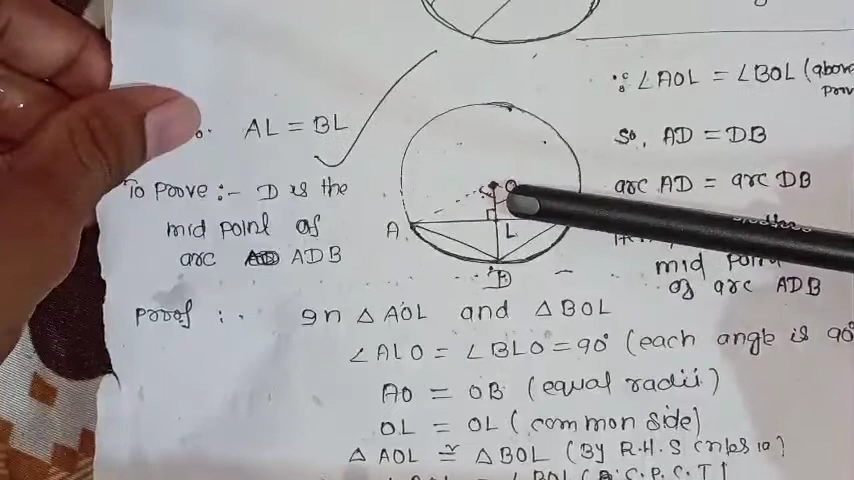 ∵ ∠AOL = ∠BOL (above
prov
AL = BL
So, AD = DB
To Prove :- D is the
mid point of
arc ADB
arc AD = arc DB
mid
of arc ADB
O
A
L
D
Proof :.
In △ AOL and △ BOL
∠ALO = ∠BLO = 90° (each angle is 90°
AO = OB (equal radii)
OL = OL (common side)
△ AOL ≅ △ BOL (By R.H.S rules)